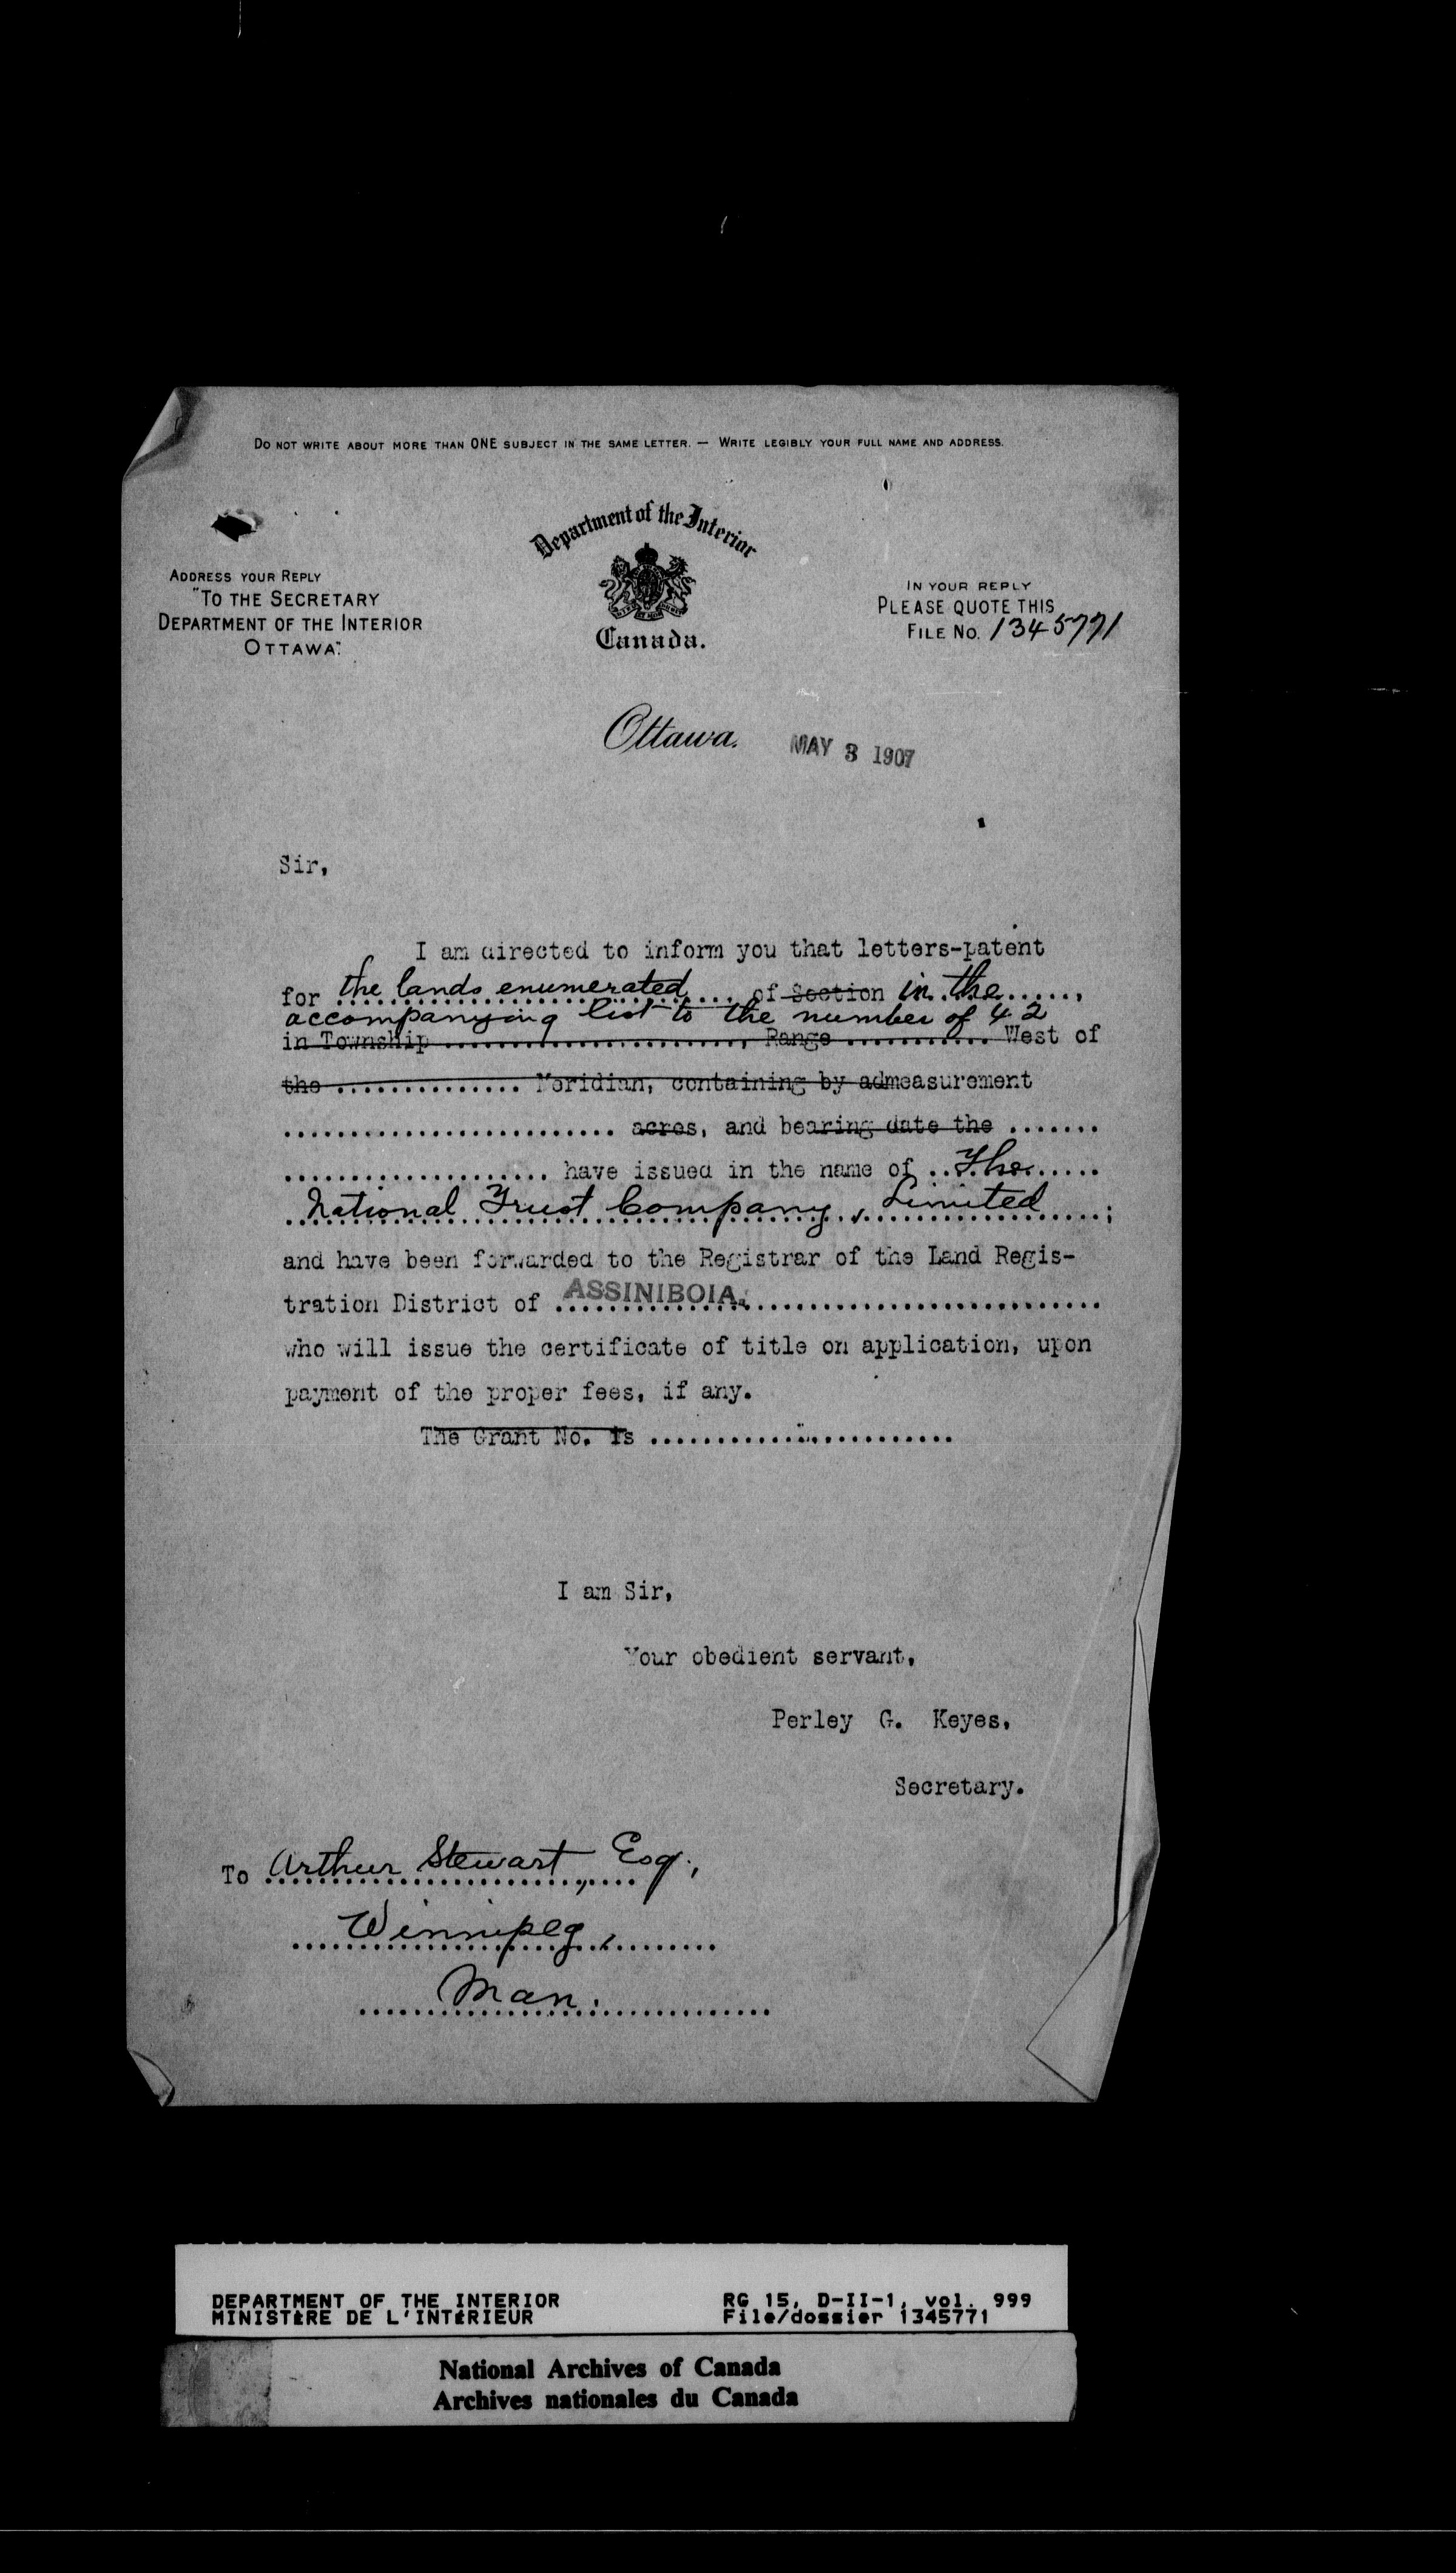 DO NOT WRITE ABOUT MORE THAN ONE SUBJECT IN THE SAME LETTER. — WRITE LEGIBLY YOUR FULL NAME AND ADDRESS.
Department of the Interior
Canada.
ADDRESS YOUR REPLY
"TO THE SECRETARY
DEPARTMENT OF THE INTERIOR
OTTAWA."
IN YOUR REPLY
PLEASE QUOTE THIS
FILE NO. 1345771
Ottawa. MAY 3 1907
Sir,
I am directed to inform you that letters-patent
for the lands enumerated of Section in the ,
accompanying list to the number of 42
in Township ......................, Range ........... West of
the .............. Meridian, containing by admeasurement
......................... acres, and bearing date the .......
.................... have issued in the name of ..The.....
National Trust Company, Limited ;
and have been forwarded to the Registrar of the Land Regis-
tration District of ASSINIBOIA.
who will issue the certificate of title on application, upon
payment of the proper fees, if any.
The Grant No. is .......................
I am Sir,
Your obedient servant,
Perley G. Keyes,
Secretary.
To Arthur Stewart, Esq.,
Winnipeg,
Man.
DEPARTMENT OF THE INTERIOR RG 15, D-II-1, vol. 999
MINISTÈRE DE L'INTÉRIEUR File/dossier 1345771
National Archives of Canada
Archives nationales du Canada